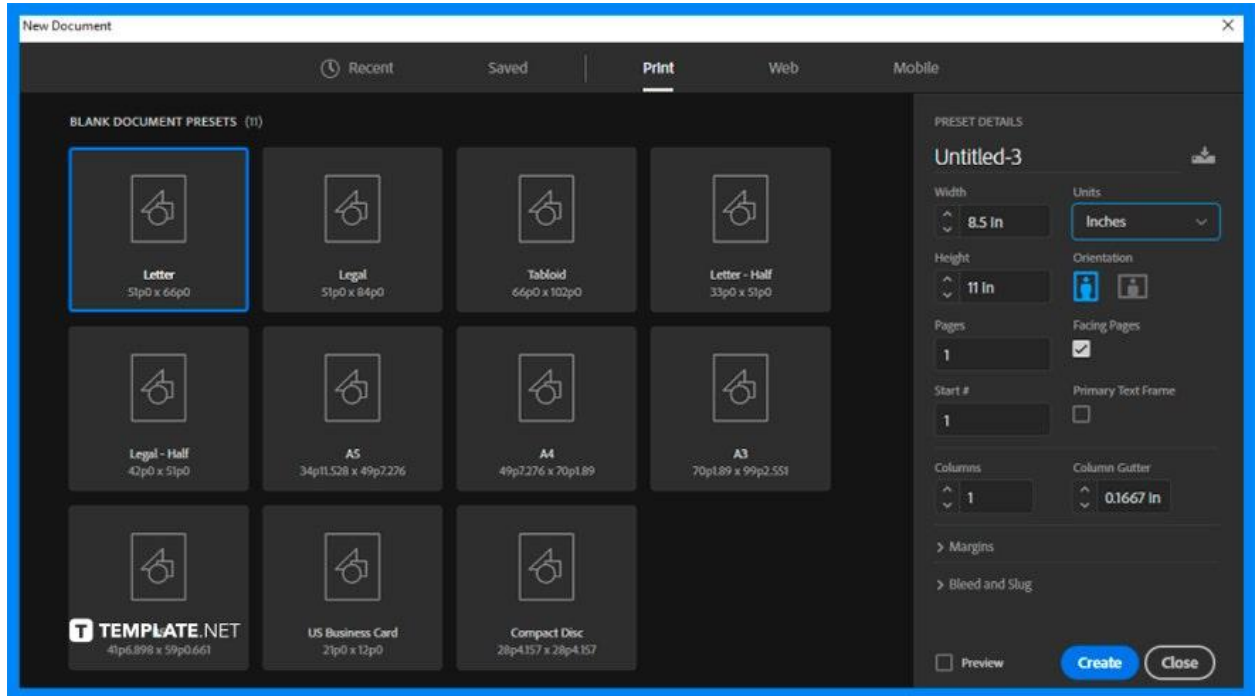 New Document
Recent
Saved
Print
Web
Mobile
BLANK DOCUMENT PRESETS (11)
Letter
51p0 x 66p0
Legal
51p0 x 84p0
Tabloid
66p0 x 102p0
Letter - Half
33p0 x 51p0
Legal - Half
42p0 x 51p0
A5
34p11.528 x 49p7.276
A4
49p7.276 x 70p1.89
A3
70p1.89 x 99p2.551
T TEMPLATE.NET
41p6.898 x 59p0.661
US Business Card
21p0 x 12p0
Compact Disc
28p4.157 x 28p4.157
PRESET DETAILS
Untitled-3
Width
Units
8.5 in
Inches
Height
Orientation
11 in
Pages
Facing Pages
1
Start #
Primary Text Frame
1
Columns
Column Gutter
1
0.1667 in
Margins
Bleed and Slug
Preview
Create
Close